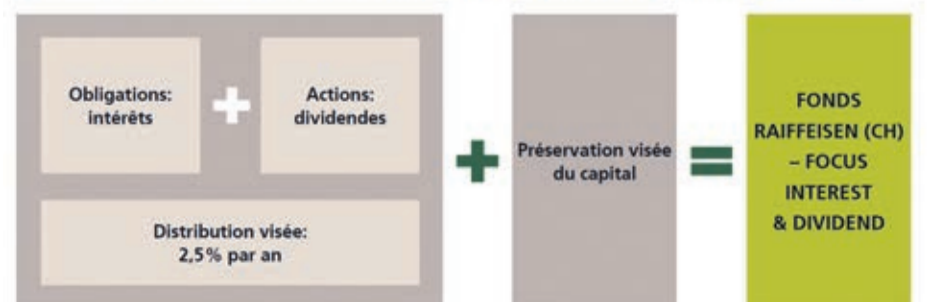 Obligations:
intérêts
+
Actions:
dividendes
Distribution visée:
2,5% par an
+
Préservation visée
du capital
=
FONDS
RAIFFEISEN (CH)
– FOCUS
INTEREST
& DIVIDEND